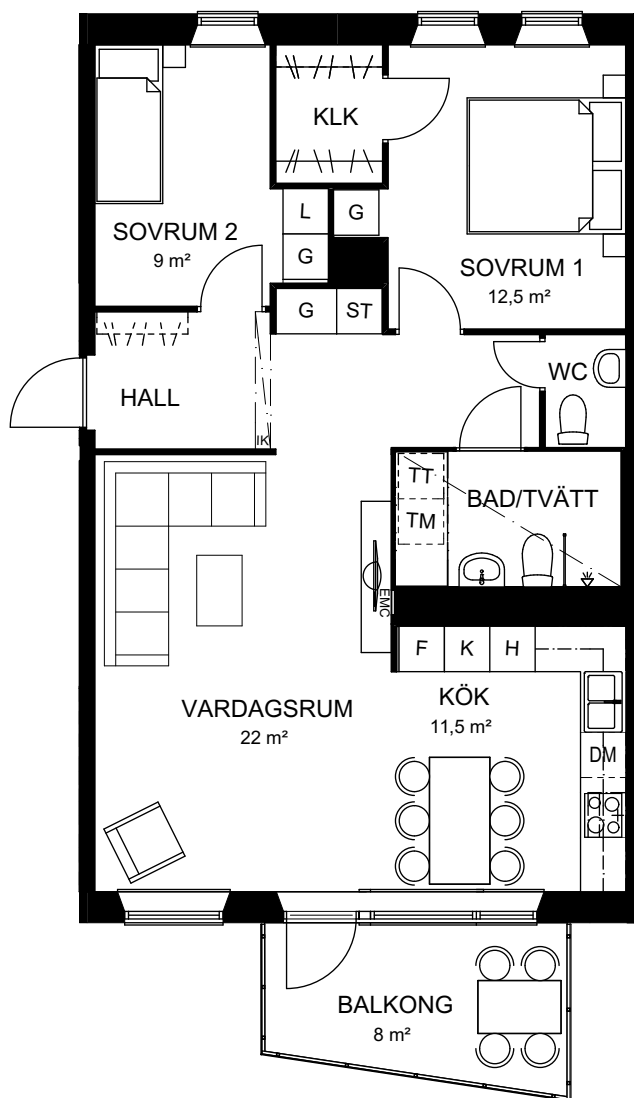 KLK
SOVRUM 2
9 m²
L
G
G
SOVRUM 1
12,5 m²
G
ST
HALL
WC
IK
TT
TM
BAD/TVÄTT
EMC
F
K
H
VARDAGSRUM
22 m²
KÖK
11,5 m²
DM
BALKONG
8 m²